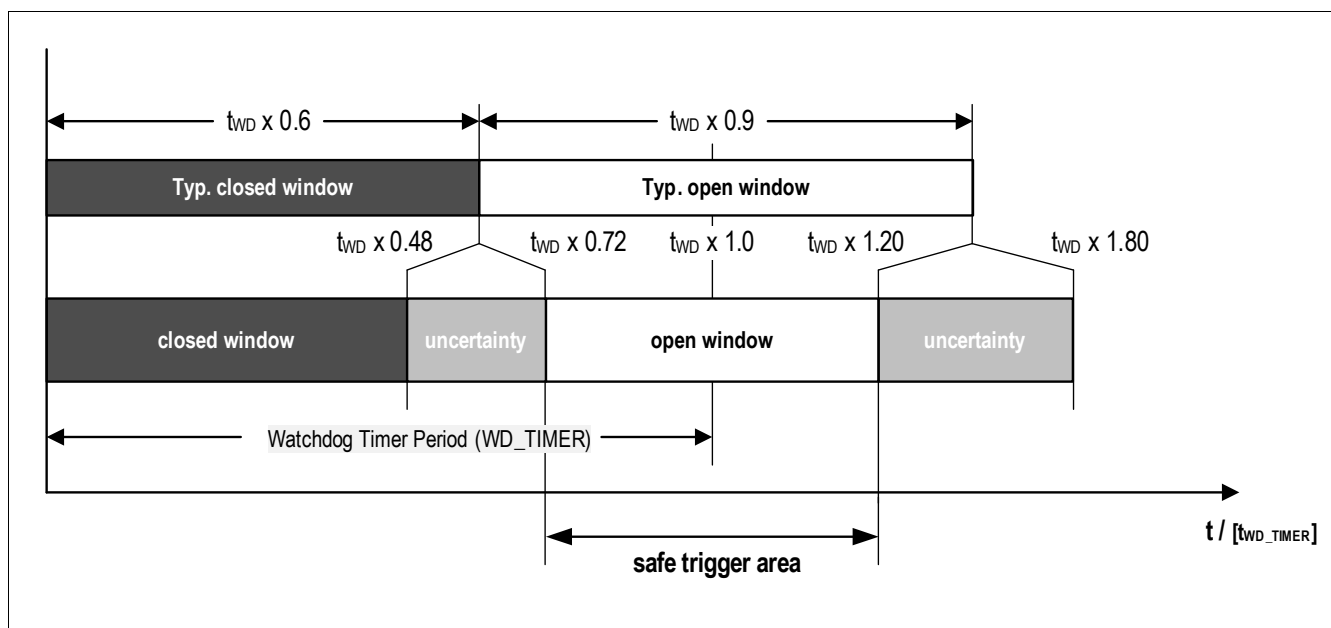 tWD x 0.6
tWD x 0.9
Typ. closed window
Typ. open window
tWD x 0.48
tWD x 0.72
tWD x 1.0
tWD x 1.20
tWD x 1.80
closed window
uncertainty
open window
uncertainty
Watchdog Timer Period (WD_TIMER)
t / [tWD_TIMER]
safe trigger area